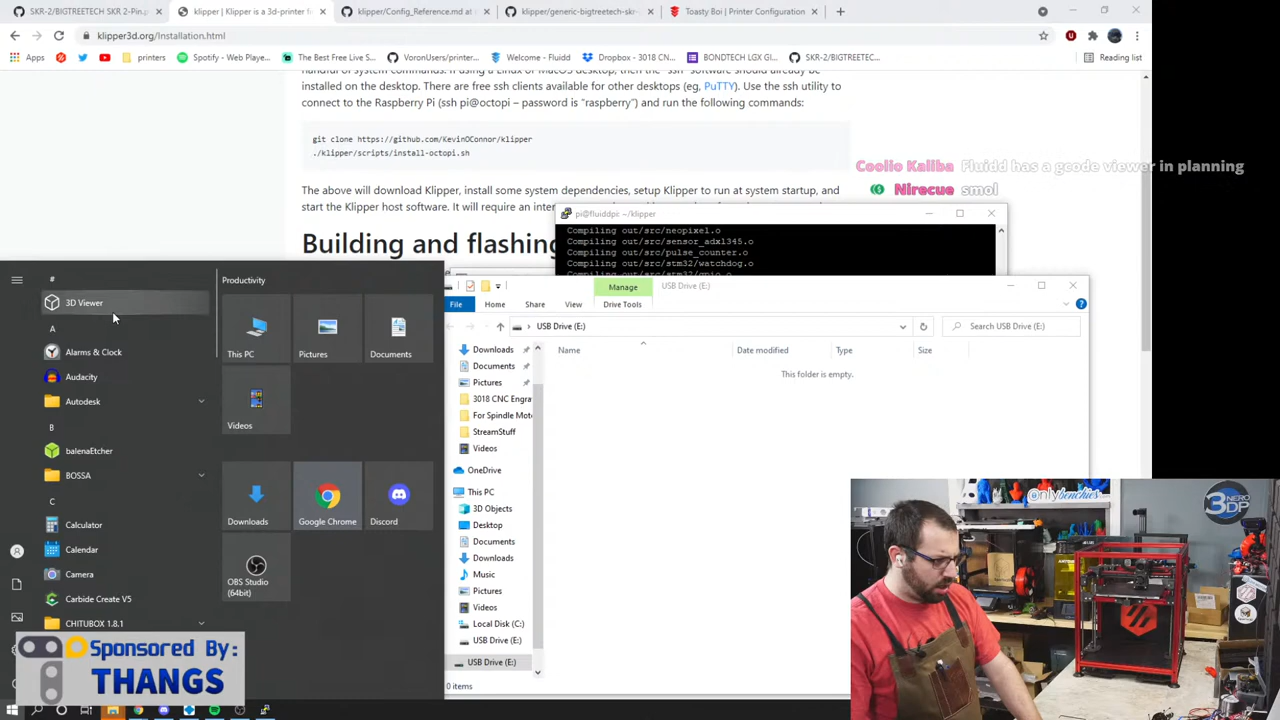 SKR-2/BIGTREETECH SKR 2-Pin.p
klipper | Klipper is a 3d-printer fi
klipper/Config_Reference.md at
klipper/generic-bigtreetech-skr-
Toasty Boi | Printer Configuration
klipper3d.org/Installation.html
Apps
printers
Spotify - Web Playe...
The Best Free Live S...
VoronUsers/printer...
Welcome - Fluidd
Dropbox - 3018 CN...
BONDTECH LGX GI...
SKR-2/BIGTREETEC...
Reading list
installed on the desktop. There are free ssh clients available for other desktops (eg, PuTTY). Use the ssh utility to
connect to the Raspberry Pi (ssh pi@octopi – password is "raspberry") and run the following commands:
git clone https://github.com/KevinOConnor/klipper
./klipper/scripts/install-octopi.sh
Coolio Kaliba Fluidd has a gcode viewer in planning
Nirecue smol
The above will download Klipper, install some system dependencies, setup Klipper to run at system startup, and
start the Klipper host software. It will require an inter
Building and flashing
pi@fluiddpi: ~/klipper
Compiling out/src/neopixel.o
Compiling out/src/sensor_adxl345.o
Compiling out/src/pulse_counter.o
Compiling out/src/stm32/watchdog.o
Compiling out/src/stm32/gpio.o
#
3D Viewer
A
Alarms & Clock
Audacity
Autodesk
B
balenaEtcher
BOSSA
C
Calculator
Calendar
Camera
Carbide Create V5
CHITUBOX 1.8.1
Productivity
This PC
Pictures
Documents
Videos
Downloads
Google Chrome
Discord
OBS Studio
(64bit)
Manage
USB Drive (E:)
File
Home
Share
View
Drive Tools
USB Drive (E:)
Search USB Drive (E:)
Name
Date modified
Type
Size
This folder is empty.
Downloads
Documents
Pictures
3018 CNC Engra
For Spindle Mot
StreamStuff
Videos
OneDrive
This PC
3D Objects
Desktop
Documents
Downloads
Music
Pictures
Videos
Local Disk (C:)
USB Drive (E:)
USB Drive (E:)
0 items
Sponsored By:
THANGS
@nlybenchies
NERO
3DP